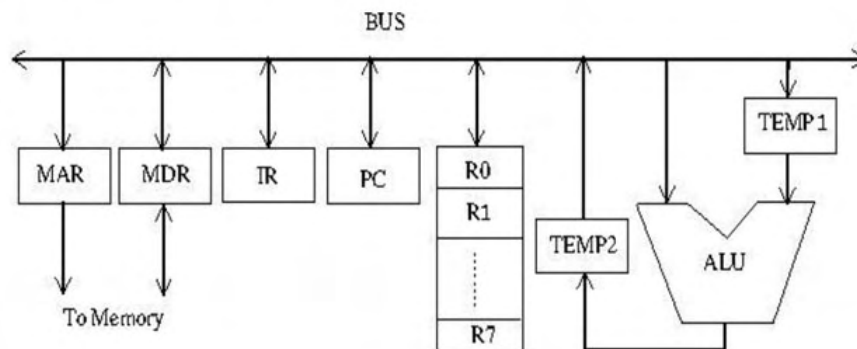 BUS
TEMP1
MAR
MDR
IR
PC
R0
R1
TEMP2
ALU
R7
To Memory